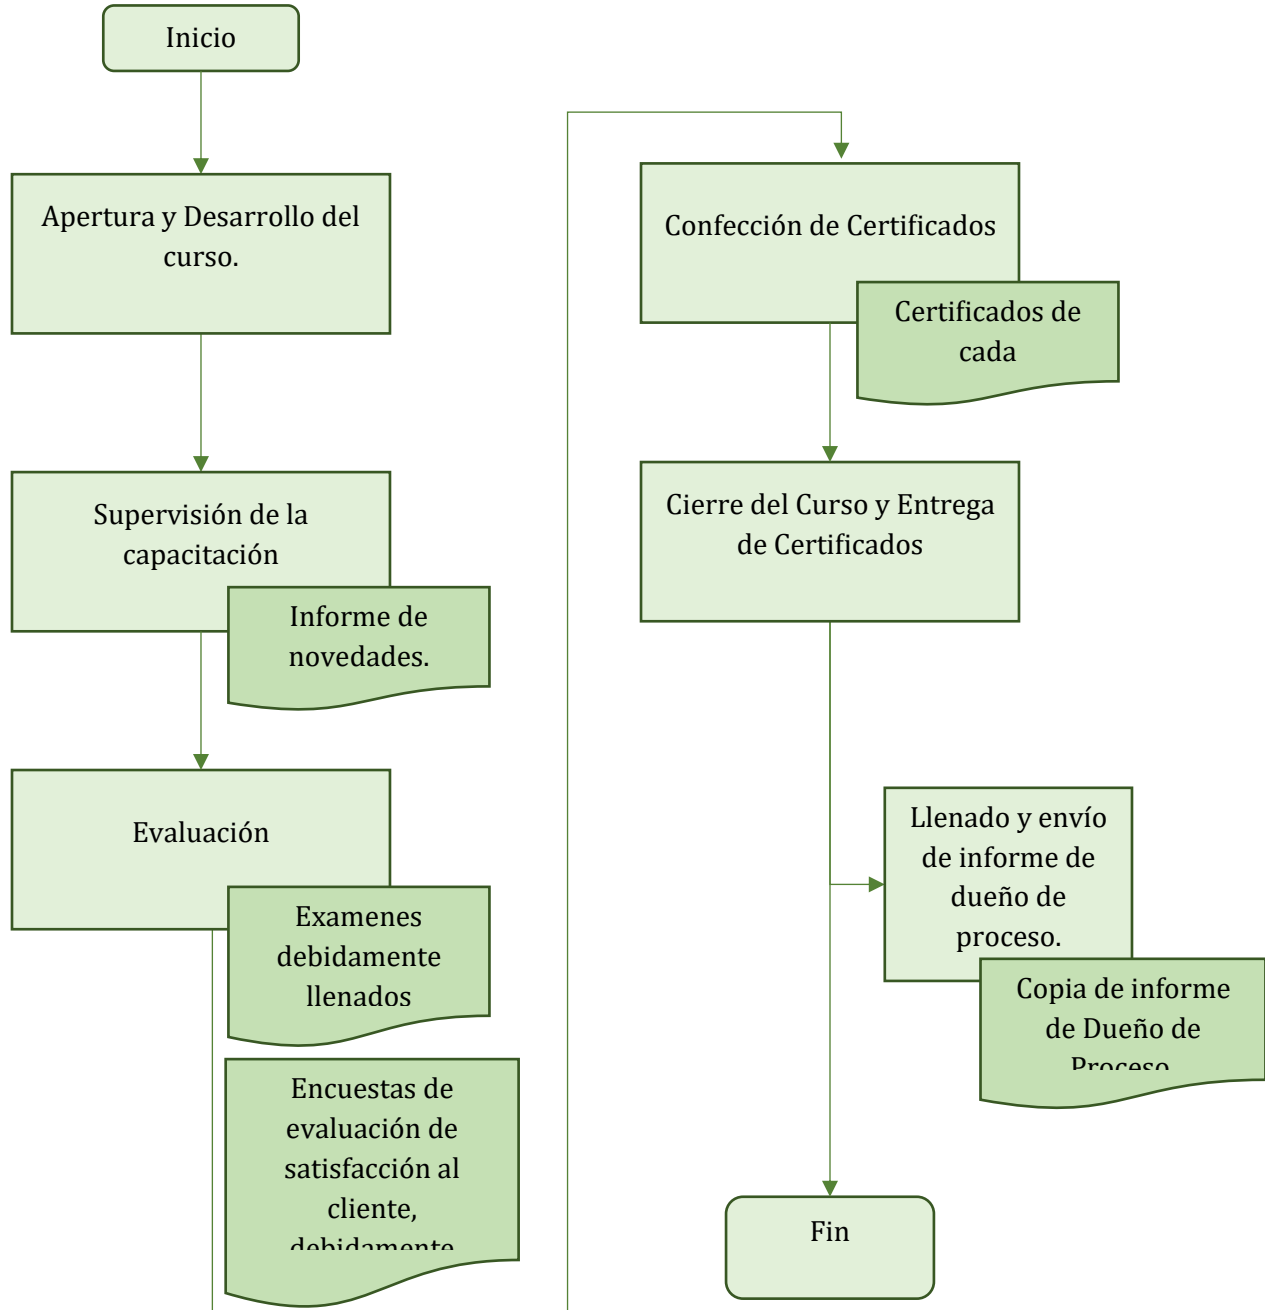 Inicio
Apertura y Desarrollo del
curso.
Supervisión de la
capacitación
Informe de
novedades.
Evaluación
Examenes
debidamente
llenados
Encuestas de
evaluación de
satisfacción al
cliente,
debidamente
Confección de Certificados
Certificados de
cada
Cierre del Curso y Entrega
de Certificados
Llenado y envío
de informe de
dueño de
proceso.
Copia de informe
de Dueño de
Proceso
Fin